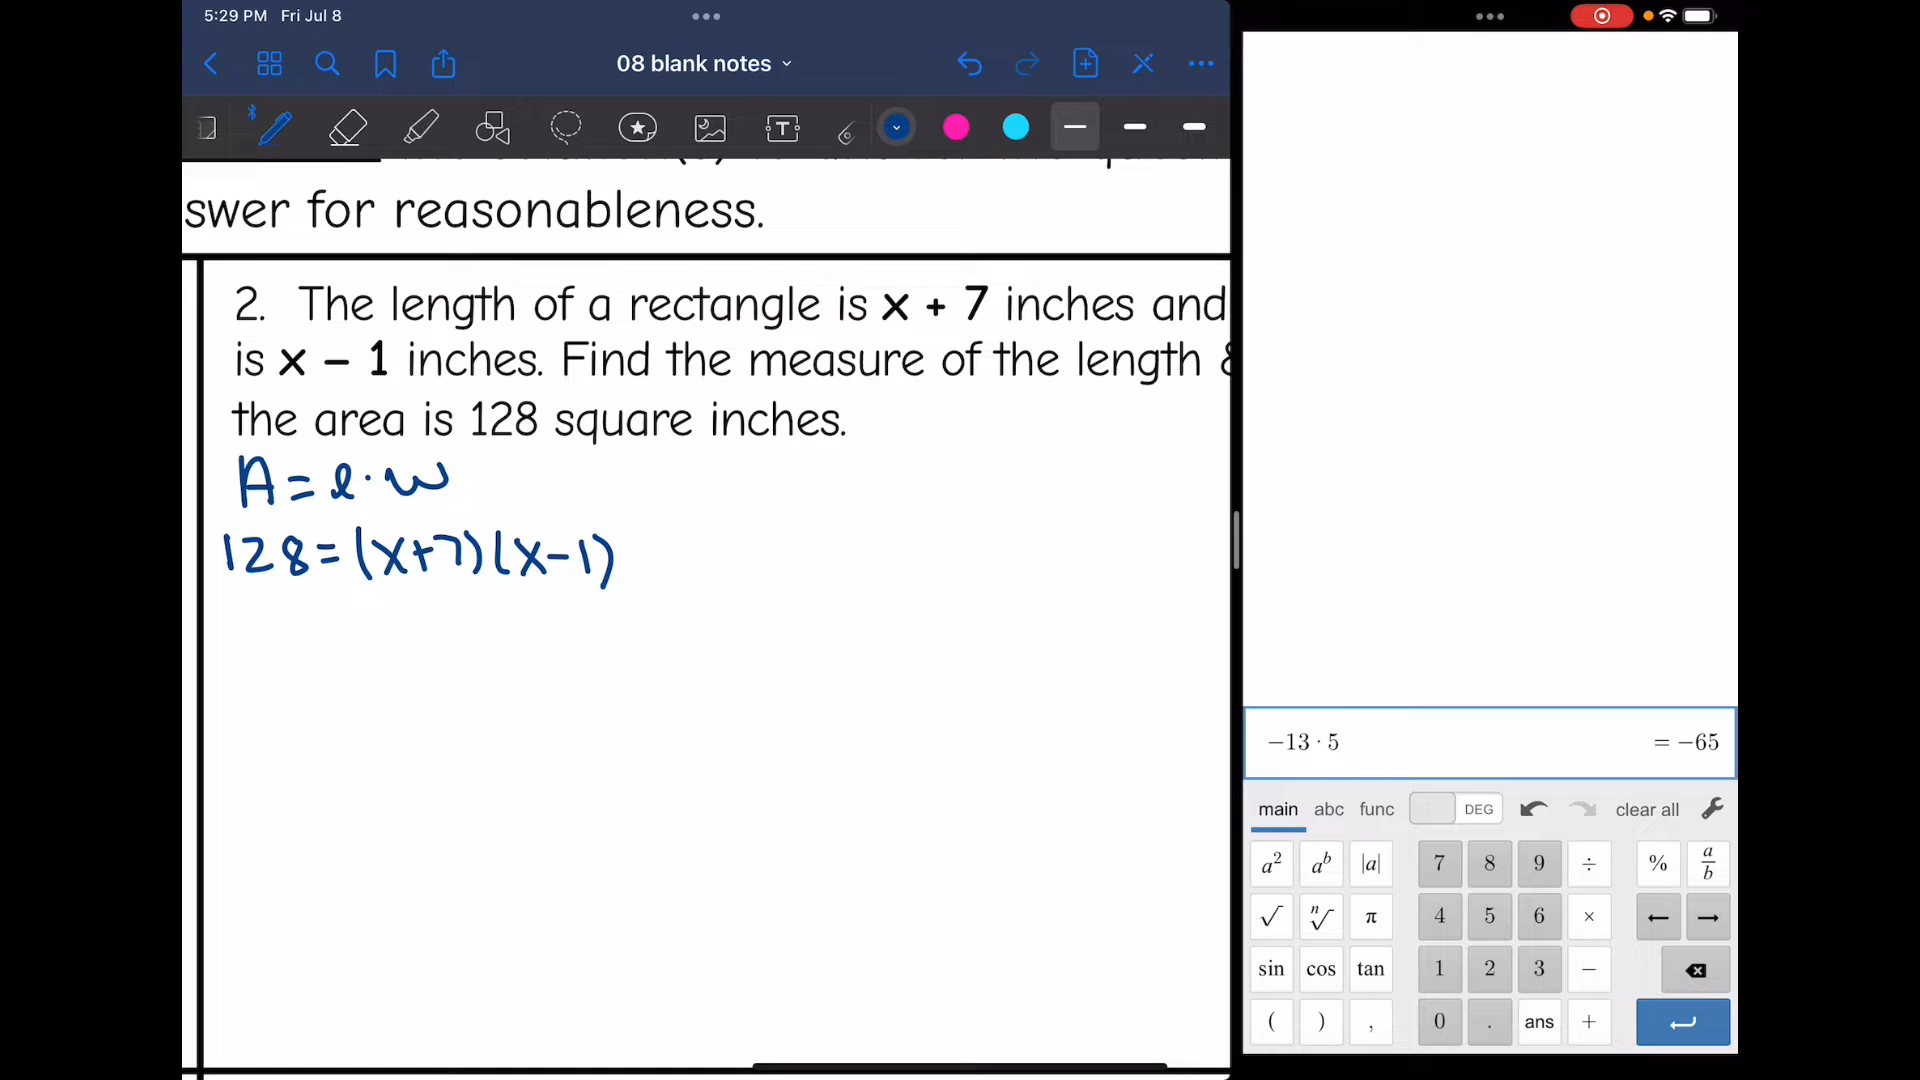 5:29 PM Fri Jul 8
08 blank notes
swer for reasonableness.
2. The length of a rectangle is x + 7 inches and
is x – 1 inches. Find the measure of the length &
the area is 128 square inches.
A = l · w
128 = (x+7)(x-1)
−13 · 5 = −65
main abc func DEG clear all
a² aᵇ |a| 7 8 9 ÷ % a/b
√ ⁿ√ π 4 5 6 × ← →
sin cos tan 1 2 3 −
( ) , 0 . ans +